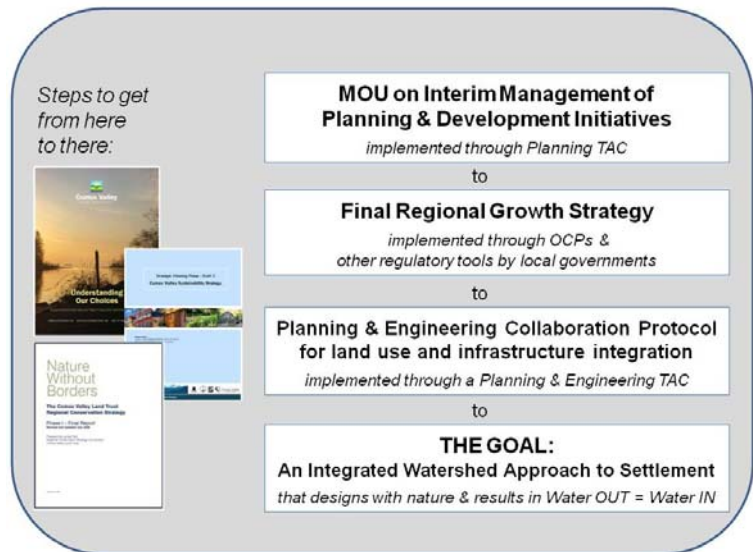 Steps to get
from here
to there:
Comox Valley
Understanding
Our Choices
Comox Valley Sustainability Strategy
Nature
Without
Borders
The Comox Valley Land Trust
Regional Conservation Strategy
Phase I – Final Report
MOU on Interim Management of
Planning & Development Initiatives
implemented through Planning TAC
to
Final Regional Growth Strategy
implemented through OCPs &
other regulatory tools by local governments
to
Planning & Engineering Collaboration Protocol
for land use and infrastructure integration
implemented through a Planning & Engineering TAC
to
THE GOAL:
An Integrated Watershed Approach to Settlement
that designs with nature & results in Water OUT = Water IN